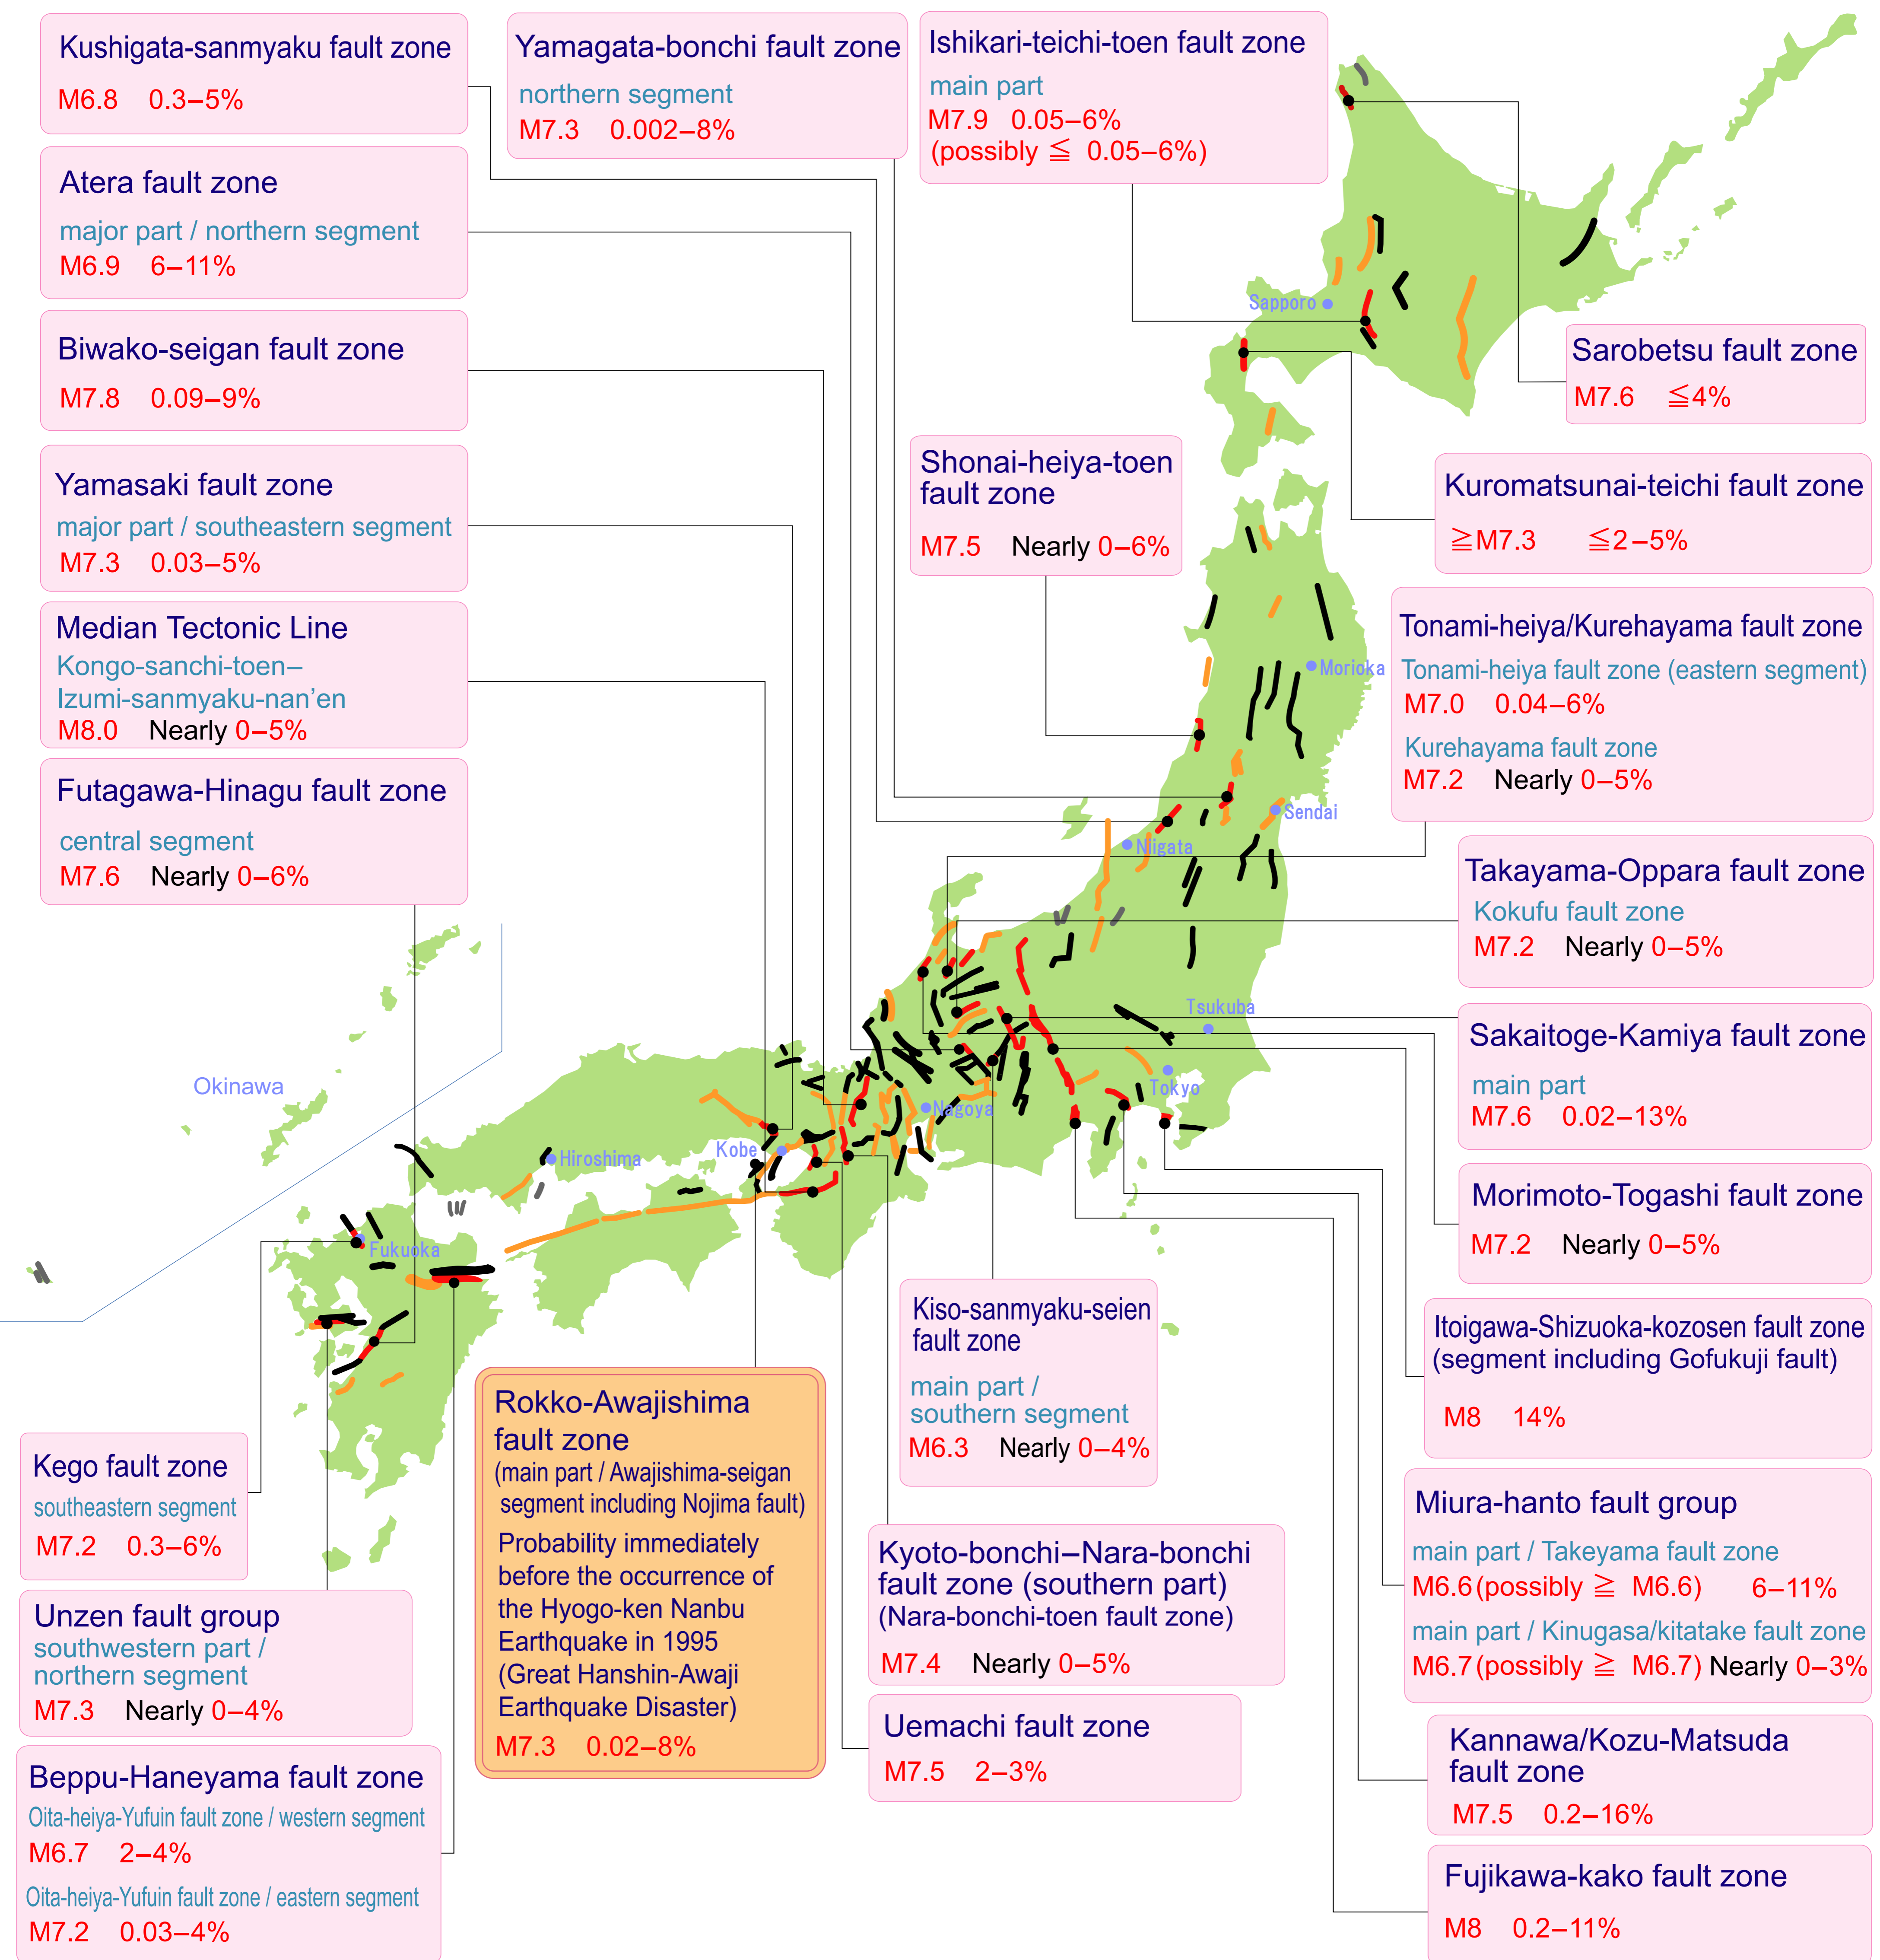 Kushigata-sanmyaku fault zone
M6.8 0.3–5%
Yamagata-bonchi fault zone
northern segment
M7.3 0.002–8%
Ishikari-teichi-toen fault zone
main part
M7.9 0.05–6%
(possibly ≦ 0.05–6%)
Atera fault zone
major part / northern segment
M6.9 6–11%
Biwako-seigan fault zone
M7.8 0.09–9%
Yamasaki fault zone
major part / southeastern segment
M7.3 0.03–5%
Median Tectonic Line
Kongo-sanchi-toen–
Izumi-sanmyaku-nan’en
M8.0 Nearly 0–5%
Futagawa-Hinagu fault zone
central segment
M7.6 Nearly 0–6%
Sapporo
Sarobetsu fault zone
M7.6 ≦4%
Shonai-heiya-toen
fault zone
M7.5 Nearly 0–6%
Kuromatsunai-teichi fault zone
≧M7.3 ≦2–5%
Tonami-heiya/Kurehayama fault zone
Tonami-heiya fault zone (eastern segment)
M7.0 0.04–6%
Kurehayama fault zone
M7.2 Nearly 0–5%
Morioka
Sendai
Niigata
Takayama-Oppara fault zone
Kokufu fault zone
M7.2 Nearly 0–5%
Tsukuba
Sakaitoge-Kamiya fault zone
main part
M7.6 0.02–13%
Okinawa
Tokyo
Nagoya
Kobe
Hiroshima
Fukuoka
Morimoto-Togashi fault zone
M7.2 Nearly 0–5%
Kiso-sanmyaku-seien
fault zone
main part /
southern segment
M6.3 Nearly 0–4%
Itoigawa-Shizuoka-kozosen fault zone
(segment including Gofukuji fault)
M8 14%
Rokko-Awajishima
fault zone
(main part / Awajishima-seigan
segment including Nojima fault)
Probability immediately
before the occurrence of
the Hyogo-ken Nanbu
Earthquake in 1995
(Great Hanshin-Awaji
Earthquake Disaster)
M7.3 0.02–8%
Kego fault zone
southeastern segment
M7.2 0.3–6%
Miura-hanto fault group
main part / Takeyama fault zone
M6.6(possibly ≧ M6.6) 6–11%
main part / Kinugasa/kitatake fault zone
M6.7(possibly ≧ M6.7) Nearly 0–3%
Kyoto-bonchi–Nara-bonchi
fault zone (southern part)
(Nara-bonchi-toen fault zone)
M7.4 Nearly 0–5%
Unzen fault group
southwestern part /
northern segment
M7.3 Nearly 0–4%
Uemachi fault zone
M7.5 2–3%
Kannawa/Kozu-Matsuda
fault zone
M7.5 0.2–16%
Beppu-Haneyama fault zone
Oita-heiya-Yufuin fault zone / western segment
M6.7 2–4%
Oita-heiya-Yufuin fault zone / eastern segment
M7.2 0.03–4%
Fujikawa-kako fault zone
M8 0.2–11%